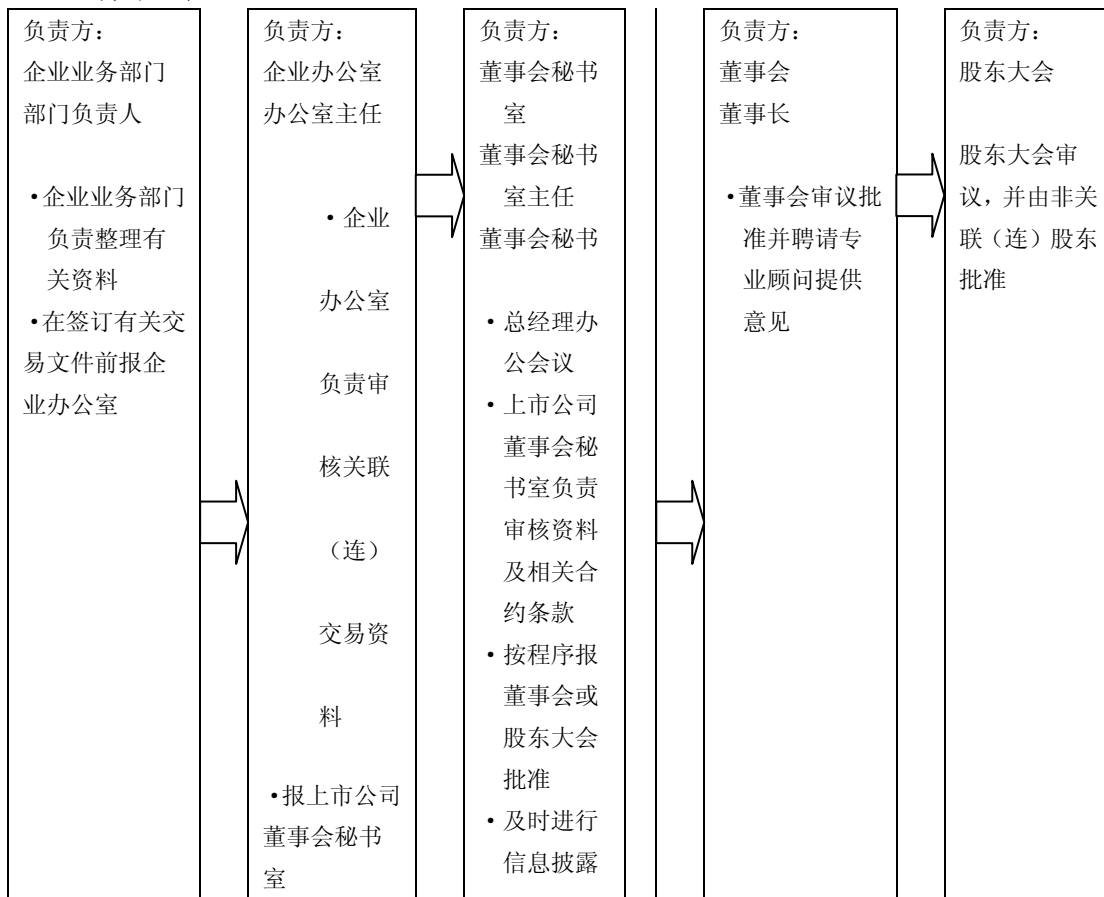 负责方：
企业业务部门
部门负责人
·企业业务部门
负责整理有
关资料
·在签订有关交
易文件前报企
业办公室
负责方：
企业办公室
办公室主任
·企业
办公室
负责审
核关联
（连）
交易资
料
·报上市公司
董事会秘书
室
负责方：
董事会秘书
室
董事会秘书
室主任
董事会秘书
·总经理办
公会议
·上市公司
董事会秘
书室负责
审核资料
及相关合
约条款
·按程序报
董事会或
股东大会
批准
·及时进行
信息披露
负责方：
董事会
董事长
·董事会审议批
准并聘请专
业顾问提供
意见
负责方：
股东大会
股东大会审
议，并由非关
联（连）股东
批准